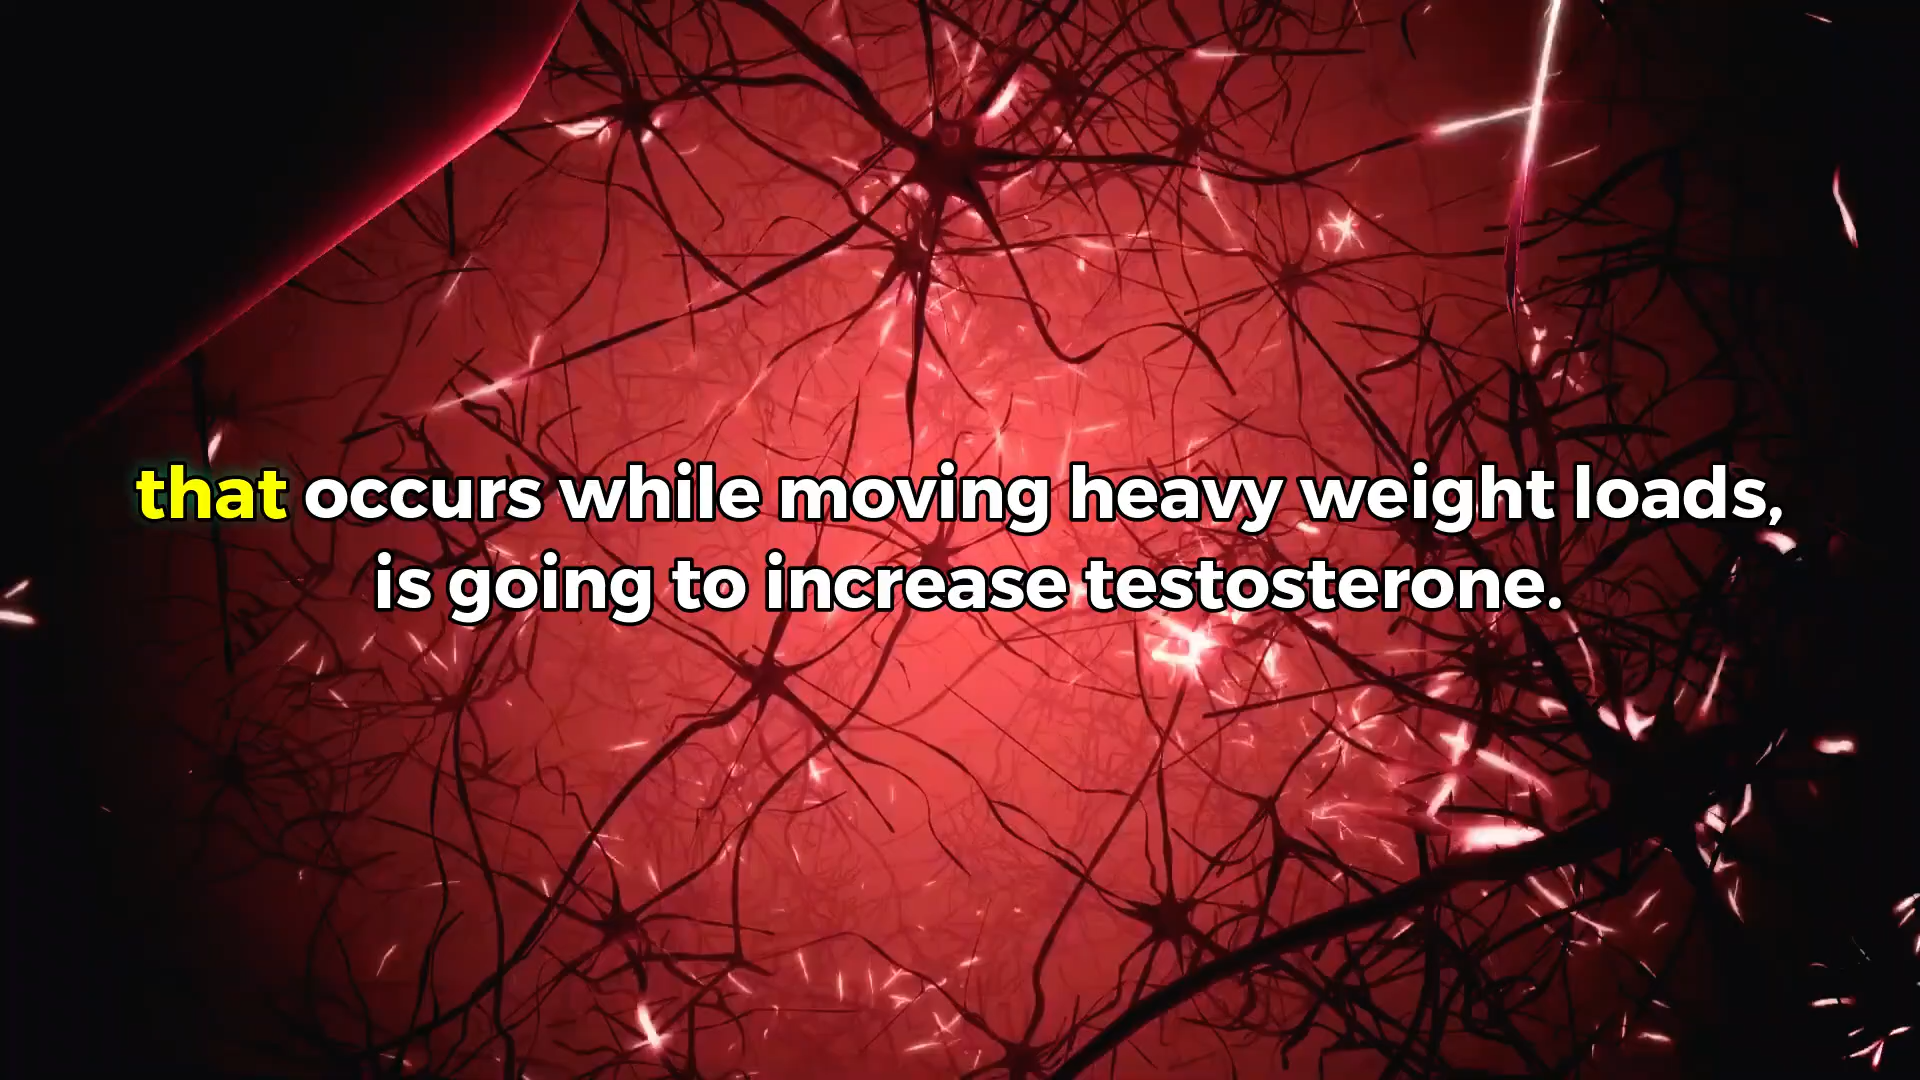 that occurs while moving heavy weight loads,
is going to increase testosterone.